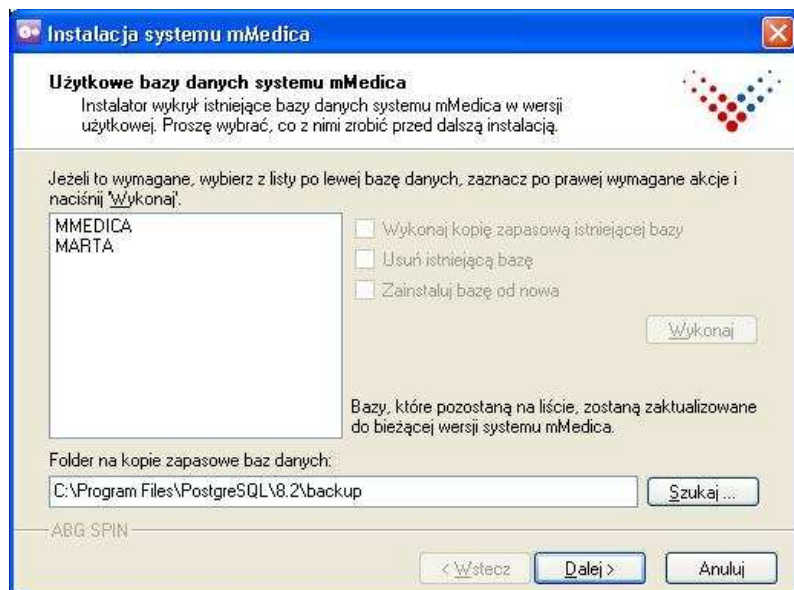 Instalacja systemu mMedica
Użytkowe bazy danych systemu mMedica
Instalator wykrył istniejące bazy danych systemu mMedica w wersji
użytkowej. Proszę wybrać, co z nimi zrobić przed dalszą instalacją.
Jeżeli to wymagane, wybierz z listy po lewej bazę danych, zaznacz po prawej wymagane akcje i
naciśnij 'Wykonaj'.
MMEDICA
MARTA
Wykonaj kopię zapasową istniejącej bazy
Usuń istniejącą bazę
Zainstaluj bazę od nowa
Wykonaj
Bazy, które pozostaną na liście, zostaną zaktualizowane
do bieżącej wersji systemu mMedica.
Folder na kopie zapasowe baz danych:
C:\Program Files\PostgreSQL\8.2\backup
Szukaj ...
ABG SPIN
< Wstecz
Dalej >
Anuluj